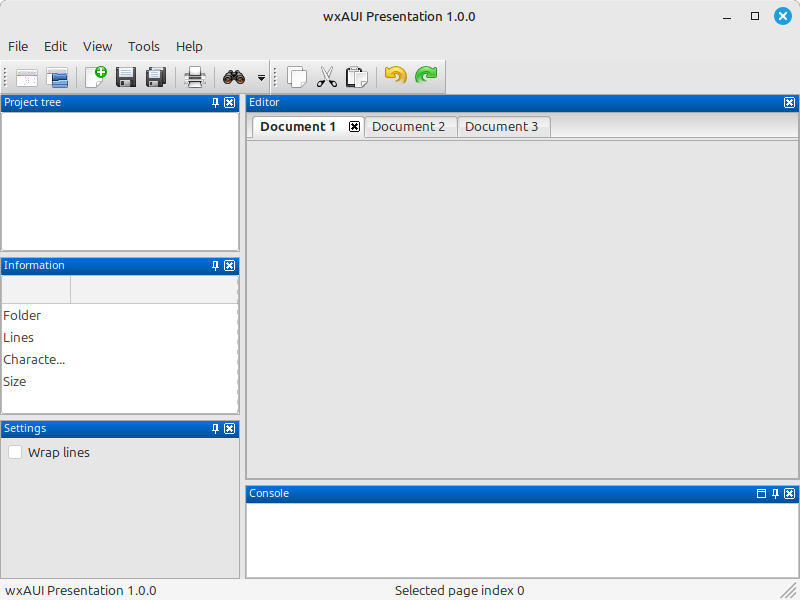 wxAUI Presentation 1.0.0
File Edit View Tools Help
Project tree
Editor
Document 1 Document 2 Document 3
Information
Folder
Lines
Characte...
Size
Settings
Wrap lines
Console
wxAUI Presentation 1.0.0 Selected page index 0